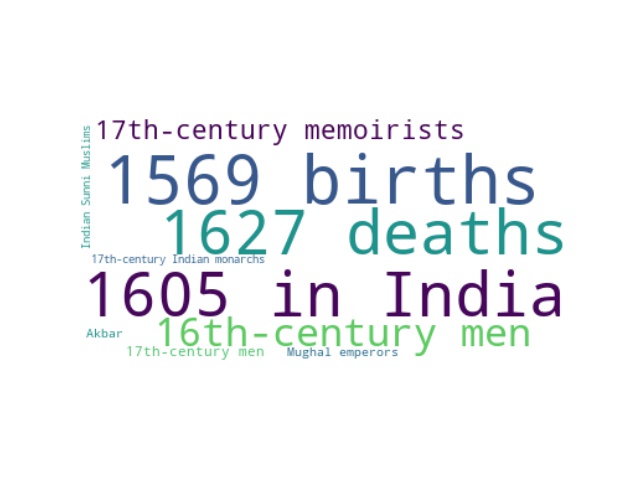 17th-century memoirists
Indian Sunni Muslims
1569 births
1627 deaths
17th-century Indian monarchs
1605 in India
Akbar
16th-century men
17th-century men
Mughal emperors